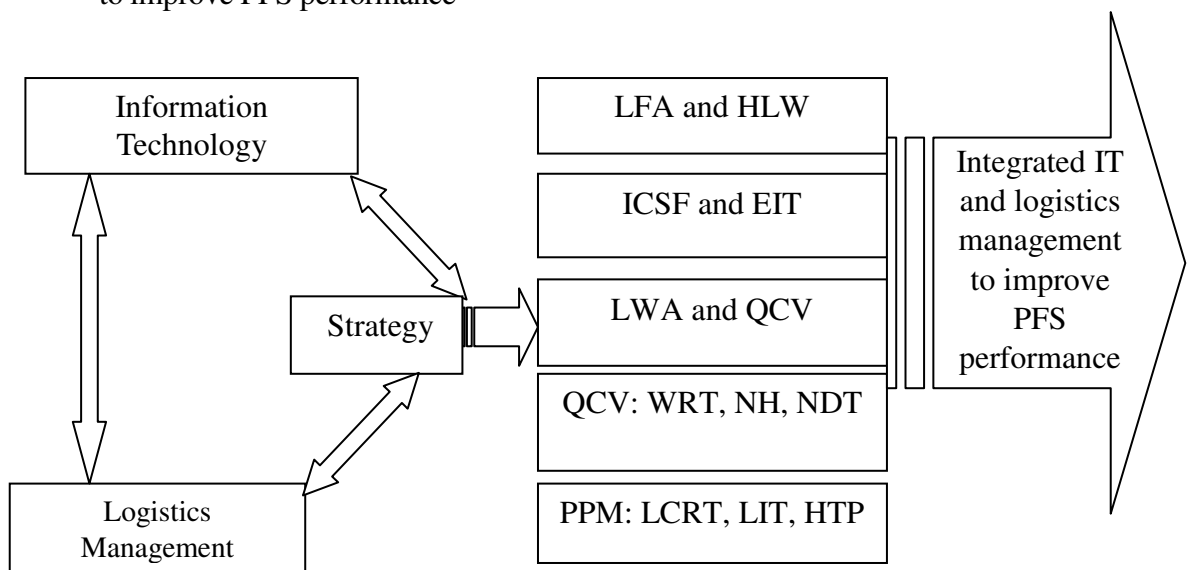 to improve PFS performance
Information
Technology
Strategy
Logistics
Management
LFA and HLW
ICSF and EIT
LWA and QCV
QCV: WRT, NH, NDT
PPM: LCRT, LIT, HTP
Integrated IT
and logistics
management
to improve
PFS
performance